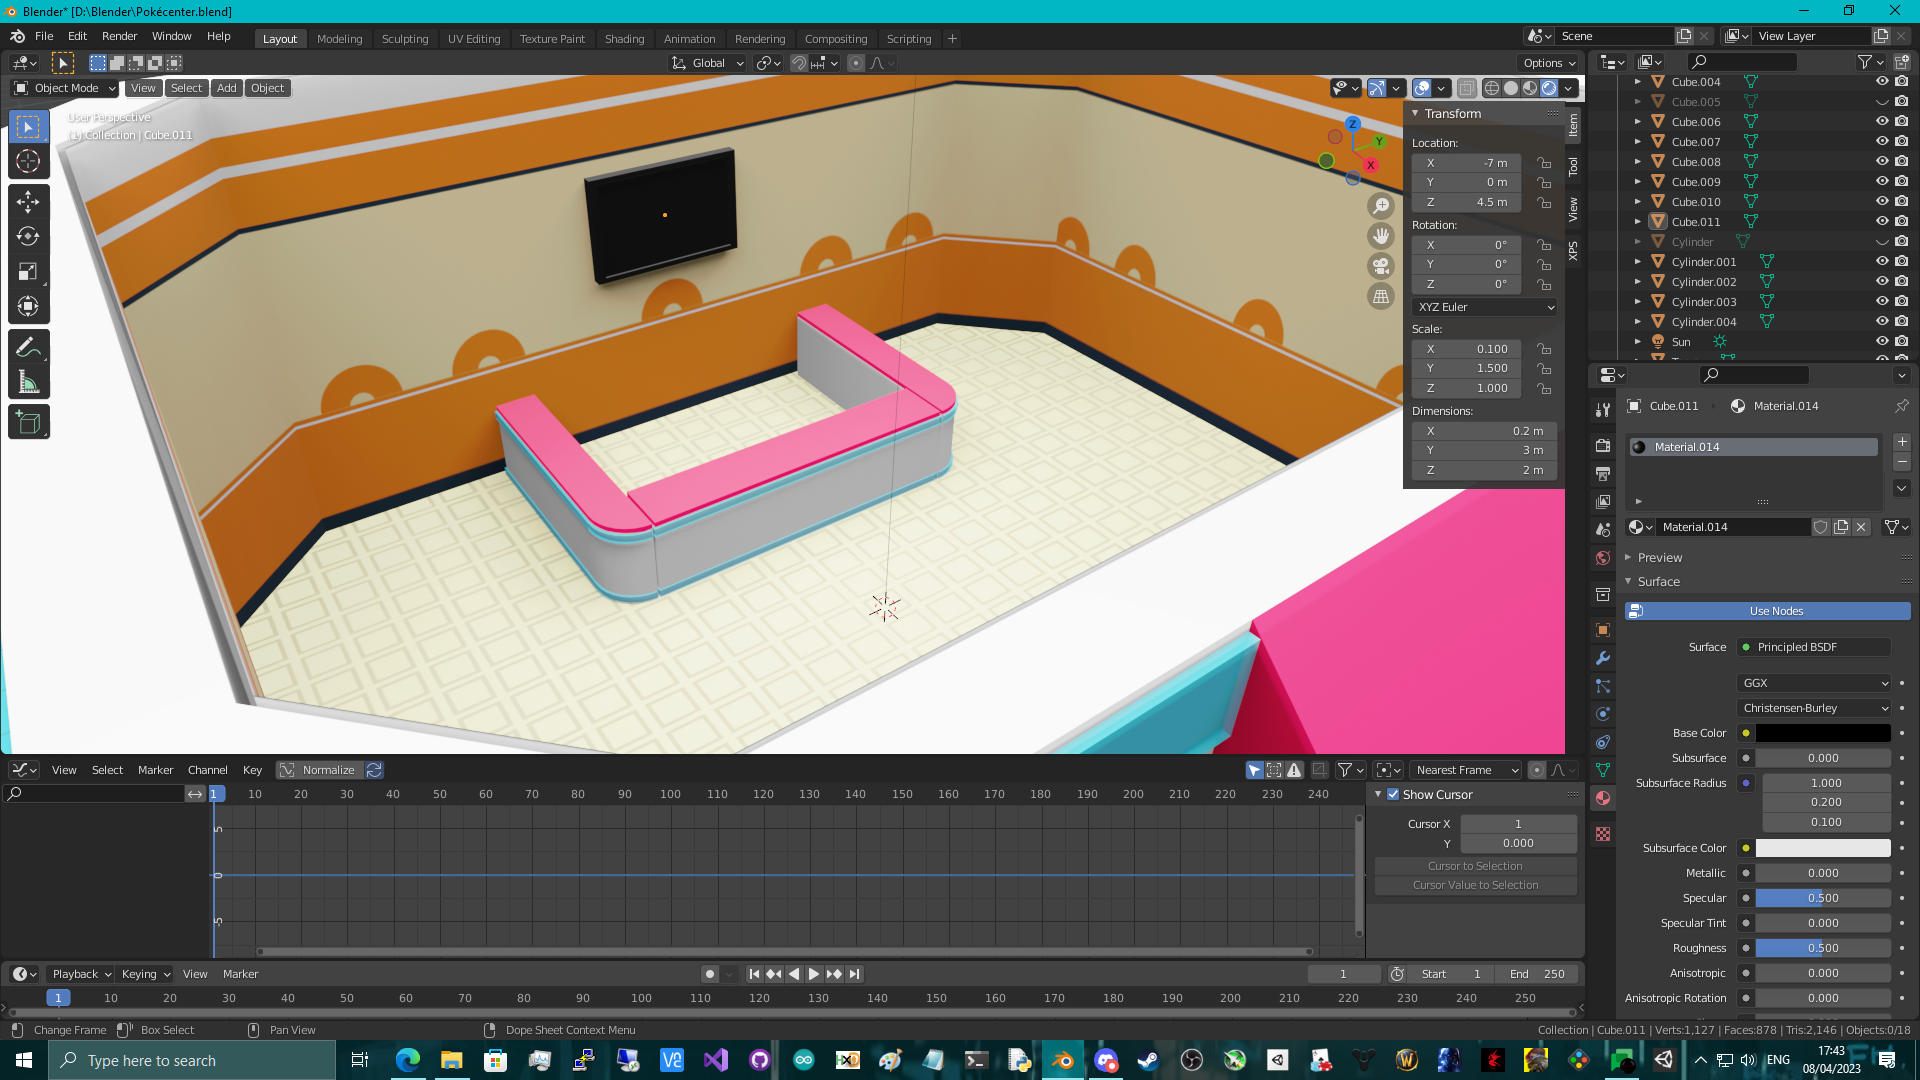 Blender* [D:\Blender\Pokécenter.blend]
File Edit Render Window Help
Layout Modeling Sculpting UV Editing Texture Paint Shading Animation Rendering Compositing Scripting +
Scene View Layer
Global Options
Object Mode View Select Add Object
User Perspective
(1) Collection | Cube.011
Z Y X
Transform
Location:
X -7 m
Y 0 m
Z 4.5 m
Rotation:
X 0°
Y 0°
Z 0°
XYZ Euler
Scale:
X 0.100
Y 1.500
Z 1.000
Dimensions:
X 0.2 m
Y 3 m
Z 2 m
Item
Tool
View
XPS
Cube.004
Cube.005
Cube.006
Cube.007
Cube.008
Cube.009
Cube.010
Cube.011
Cylinder
Cylinder.001
Cylinder.002
Cylinder.003
Cylinder.004
Sun
Cube.011 Material.014
Material.014
Material.014
Preview
Surface
Use Nodes
Surface Principled BSDF
GGX
Christensen-Burley
Base Color
Subsurface 0.000
Subsurface Radius 1.000
0.200
0.100
Subsurface Color
Metallic 0.000
Specular 0.500
Specular Tint 0.000
Roughness 0.500
Anisotropic 0.000
Anisotropic Rotation 0.000
View Select Marker Channel Key Normalize Nearest Frame
1 10 20 30 40 50 60 70 80 90 100 110 120 130 140 150 160 170 180 190 200 210 220 230 240
5
0
-5
Show Cursor
Cursor X 1
Y 0.000
Cursor to Selection
Cursor Value to Selection
Playback Keying View Marker 1 Start 1 End 250
1 10 20 30 40 50 60 70 80 90 100 110 120 130 140 150 160 170 180 190 200 210 220 230 240 250
Change Frame Box Select Pan View Dope Sheet Context Menu Collection | Cube.011 | Verts:1,127 | Faces:878 | Tris:2,146 | Objects:0/18
Type here to search
ENG
17:43
08/04/2023